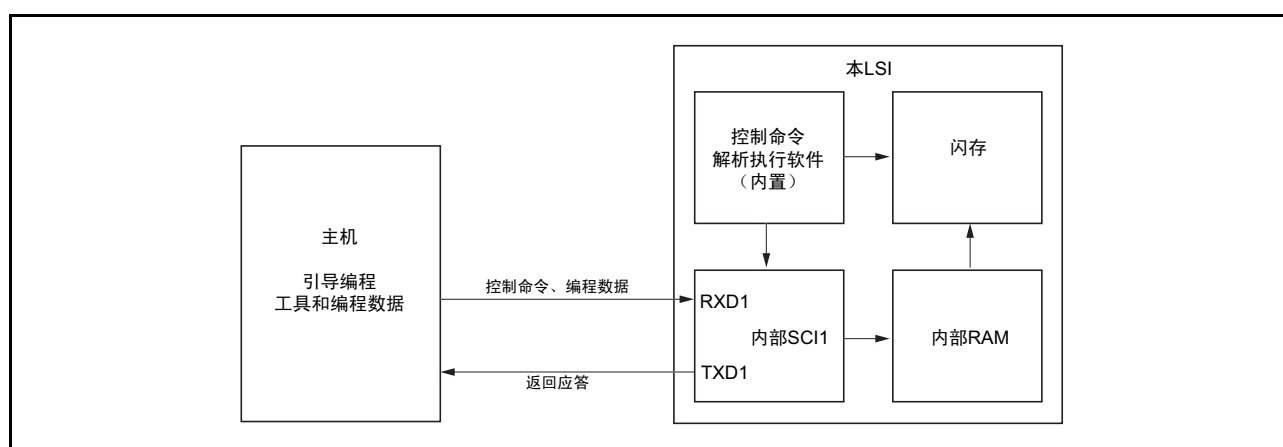 本LSI
控制命令
解析执行软件
（内置）
闪存
主机
引导编程
工具和编程数据
控制命令、编程数据
RXD1
内部SCI1
内部RAM
TXD1
返回应答